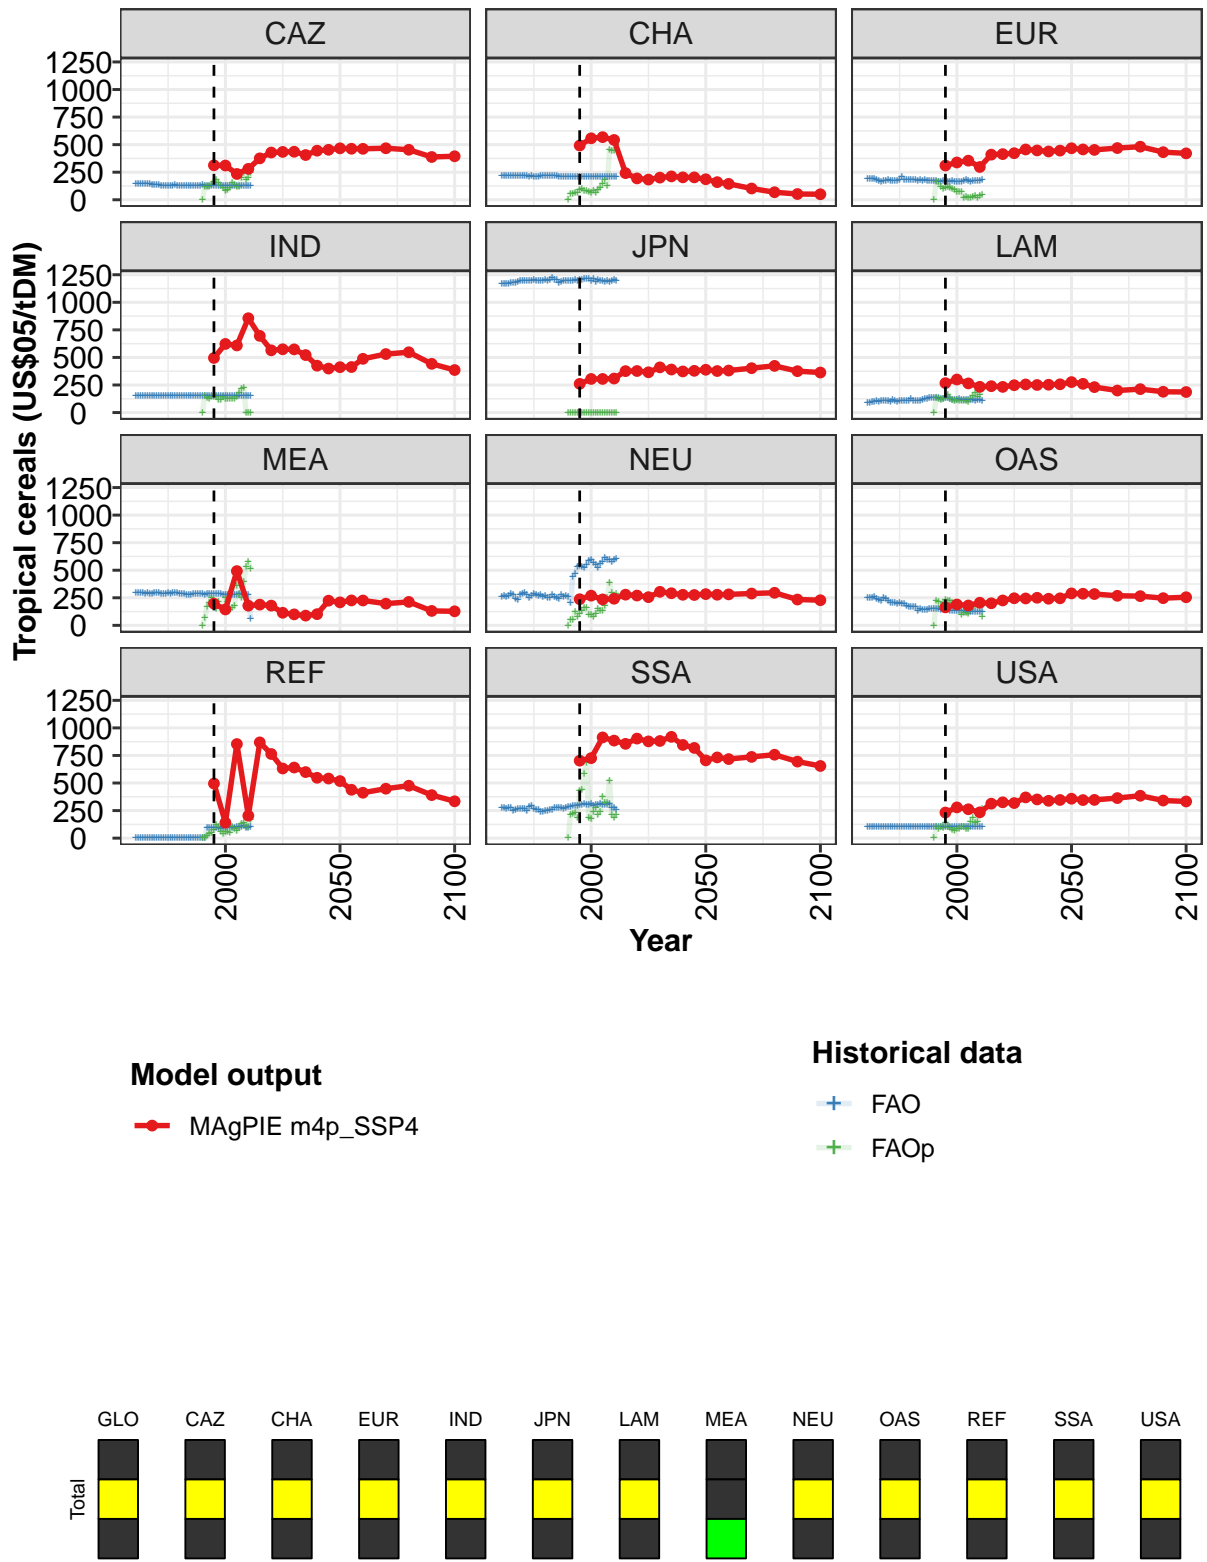 CAZ CHA EUR
1250
1000
750
500
250
0
IND JPN LAM
1250
1000
750
500
250
0
MEA NEU OAS
1250
1000
750
500
250
0
REF SSA USA
1250
1000
750
500
250
0
Tropical cereals (US$05/tDM)
2000 2050 2100 2000 2050 2100 2000 2050 2100
Year
Model output
MAgPIE m4p_SSP4
Historical data
FAO
FAOp
GLO CAZ CHA EUR IND JPN LAM MEA NEU OAS REF SSA USA
Total